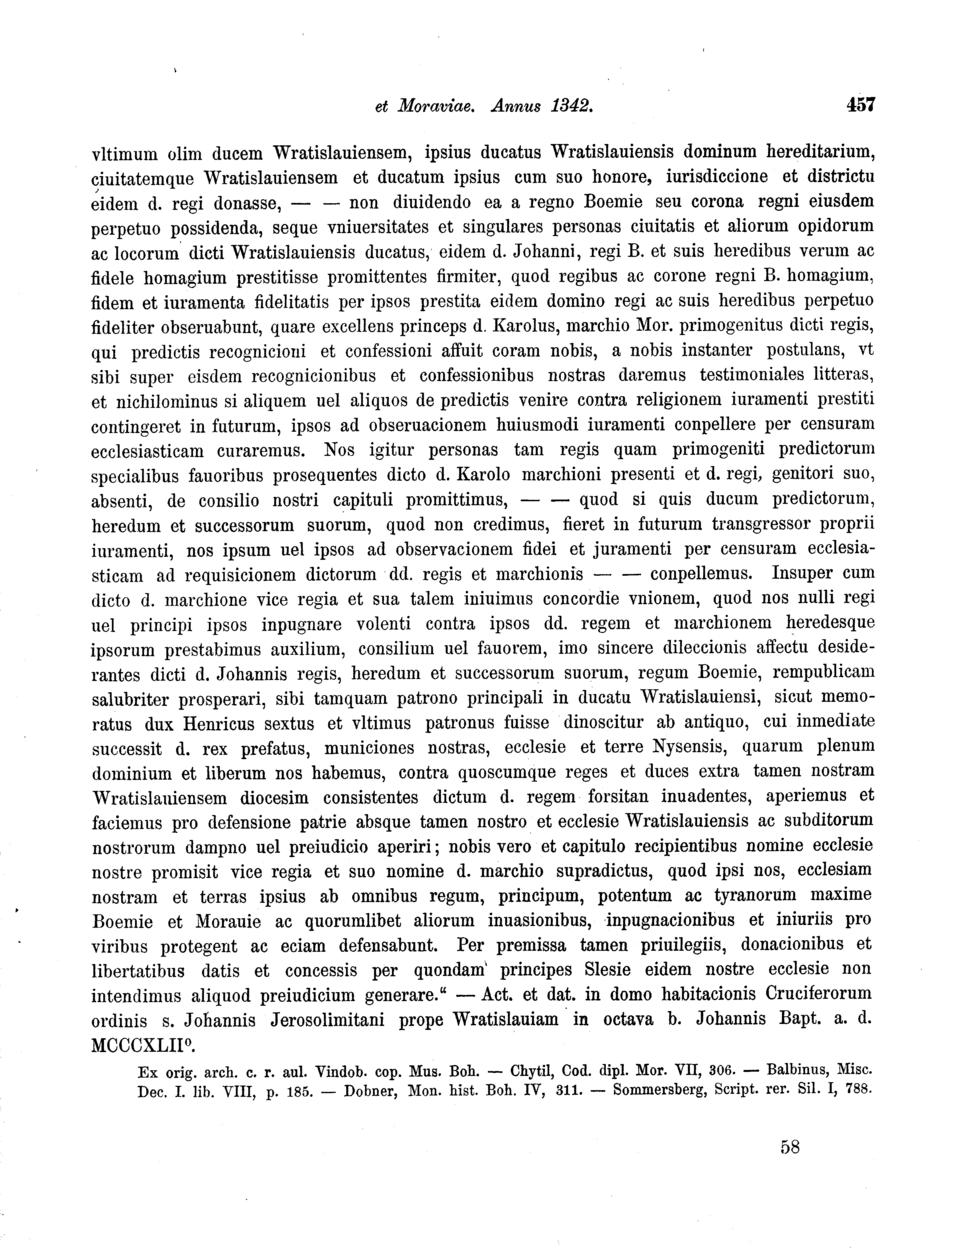 et Moraviae. Annus 1342. 457
vltimum olim ducem Wratislauiensem, ipsius ducatus Wratislauiensis dominum hereditarium,
ciuitatemque Wratislauiensem et ducatum ipsius cum suo honore, iurisdiccione et districtu
eidem d. regi donasse, — — non diuidendo ea a regno Boemie seu corona regni eiusdem
perpetuo possidenda, seque vniuersitates et singulares personas ciuitatis et aliorum opidorum
ac locorum dicti Wratislauiensis ducatus, eidem d. Johanni, regi B. et suis heredibus verum ac
fidele homagium prestitisse promittentes firmiter, quod regibus ac corone regni B. homagium,
fidem et iuramenta fidelitatis per ipsos prestita eidem domino regi ac suis heredibus perpetuo
fideliter obseruabunt, quare excellens princeps d. Karolus, marchio Mor. primogenitus dicti regis,
qui predictis recognicioni et confessioni affuit coram nobis, a nobis instanter postulans, vt
sibi super eisdem recognicionibus et confessionibus nostras daremus testimoniales litteras,
et nichilominus si aliquem uel aliquos de predictis venire contra religionem iuramenti prestiti
contingeret in futurum, ipsos ad obseruacionem huiusmodi iuramenti conpellere per censuram
ecclesiasticam curaremus. Nos igitur personas tam regis quam primogeniti predictorum
specialibus fauoribus prosequentes dicto d. Karolo marchioni presenti et d. regi, genitori suo,
absenti, de consilio nostri capituli promittimus, — — quod si quis ducum predictorum,
heredum et successorum suorum, quod non credimus, fieret in futurum transgressor proprii
iuramenti, nos ipsum uel ipsos ad observacionem fidei et juramenti per censuram ecclesia-
sticam ad requisicionem dictorum dd. regis et marchionis — — conpellemus. Insuper cum
dicto d. marchione vice regia et sua talem iniuimus concordie vnionem, quod nos nulli regi
uel principi ipsos inpugnare volenti contra ipsos dd. regem et marchionem heredesque
ipsorum prestabimus auxilium, consilium uel fauorem, imo sincere dileccionis affectu deside-
rantes dicti d. Johannis regis, heredum et successorum suorum, regum Boemie, rempublicam
salubriter prosperari, sibi tamquam patrono principali in ducatu Wratislauiensi, sicut memo-
ratus dux Henricus sextus et vltimus patronus fuisse dinoscitur ab antiquo, cui inmediate
successit d. rex prefatus, municiones nostras, ecclesie et terre Nysensis, quarum plenum
dominium et liberum nos habemus, contra quoscumque reges et duces extra tamen nostram
Wratislauiensem diocesim consistentes dictum d. regem forsitan inuadentes, aperiemus et
faciemus pro defensione patrie absque tamen nostro et ecclesie Wratislauiensis ac subditorum
nostrorum dampno uel preiudicio aperiri; nobis vero et capitulo recipientibus nomine ecclesie
nostre promisit vice regia et suo nomine d. marchio supradictus, quod ipsi nos, ecclesiam
nostram et terras ipsius ab omnibus regum, principum, potentum ac tyranorum maxime
Boemie et Morauie ac quorumlibet aliorum inuasionibus, inpugnacionibus et iniuriis pro
viribus protegent ac eciam defensabunt. Per premissa tamen priuilegiis, donacionibus et
libertatibus datis et concessis per quondam principes Slesie eidem nostre ecclesie non
intendimus aliquod preiudicium generare.“ — Act. et dat. in domo habitacionis Cruciferorum
ordinis s. Johannis Jerosolimitani prope Wratislauiam in octava b. Johannis Bapt. a. d.
MCCCXLII⁰.
Ex orig. arch. c. r. aul. Vindob. cop. Mus. Boh. — Chytil, Cod. dipl. Mor. VII, 306. — Balbinus, Misc.
Dec. I. lib. VIII, p. 185. — Dobner, Mon. hist. Boh. IV, 311. — Sommersberg, Script. rer. Sil. I, 788.
58